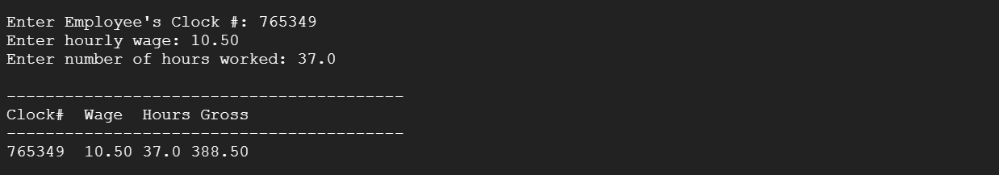 Enter Employee's Clock #: 765349
Enter hourly wage: 10.50
Enter number of hours worked: 37.0
-----------------------------------------
Clock#  Wage  Hours Gross
-----------------------------------------
765349  10.50 37.0 388.50